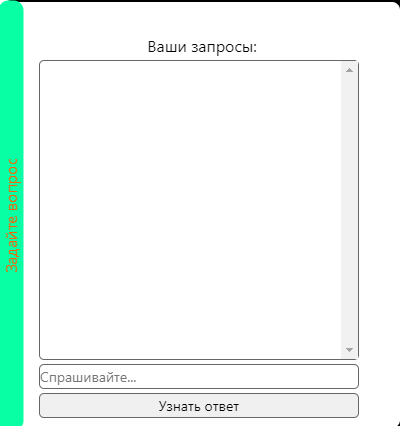 Задайте вопрос
Ваши запросы:
Спрашивайте...
Узнать ответ